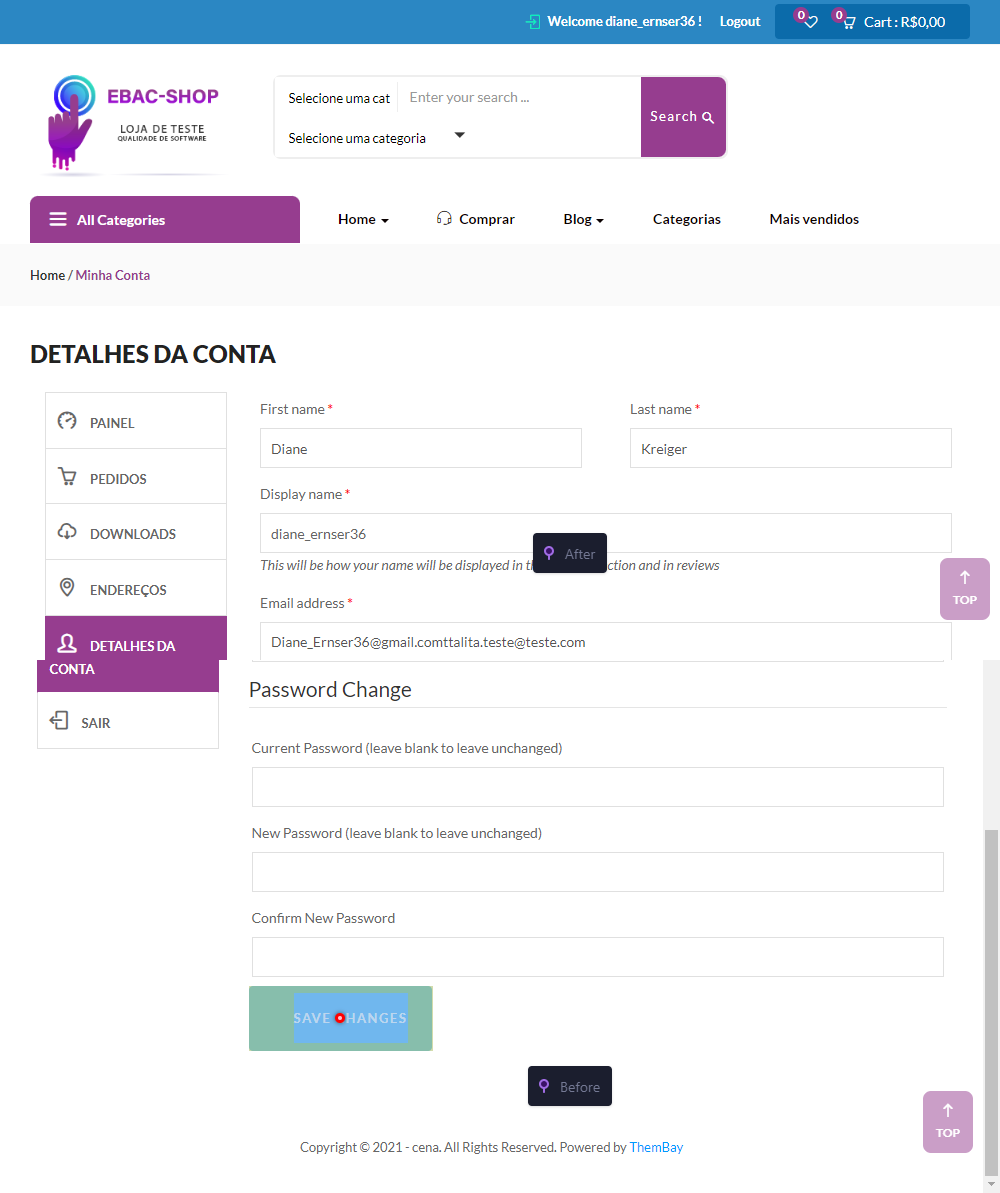 Welcome diane_ernser36 ! Logout 0 0 Cart : R$0,00
EBAC-SHOP
LOJA DE TESTE
QUALIDADE DE SOFTWARE
Selecione uma cat Enter your search ...
Selecione uma categoria
Search
All Categories Home Comprar Blog Categorias Mais vendidos
Home / Minha Conta
DETALHES DA CONTA
PAINEL
PEDIDOS
DOWNLOADS
ENDEREÇOS
DETALHES DA
CONTA
SAIR
First name * Last name *
Diane Kreiger
Display name *
diane_ernser36
After
This will be how your name will be displayed in ction and in reviews
TOP
Email address *
Diane_Ernser36@gmail.comttalita.teste@teste.com
Password Change
Current Password (leave blank to leave unchanged)
New Password (leave blank to leave unchanged)
Confirm New Password
SAVE HANGES
Before
TOP
Copyright © 2021 - cena. All Rights Reserved. Powered by ThemBay